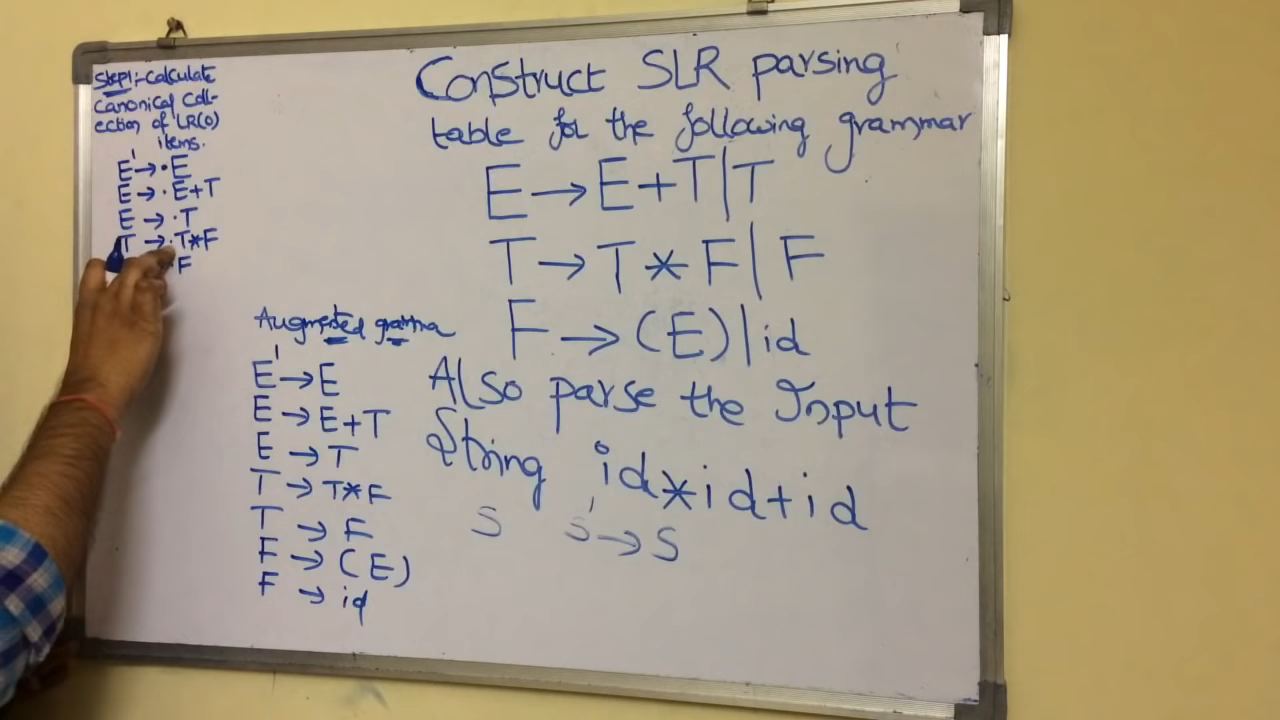 Step1:-Calculate
Canonical Coll-
ection of LR(0)
items.
E' → ·E
E → ·E+T
E → ·T
T → ·T*F
F
Construct SLR parsing
table for the following grammar
E → E+T|T
T → T*F|F
F → (E)|id
Also parse the Input
String id*id+id
S S' → S
Augmented gramma
E' → E
E → E+T
E → T
T → T*F
T → F
F → (E)
F → id